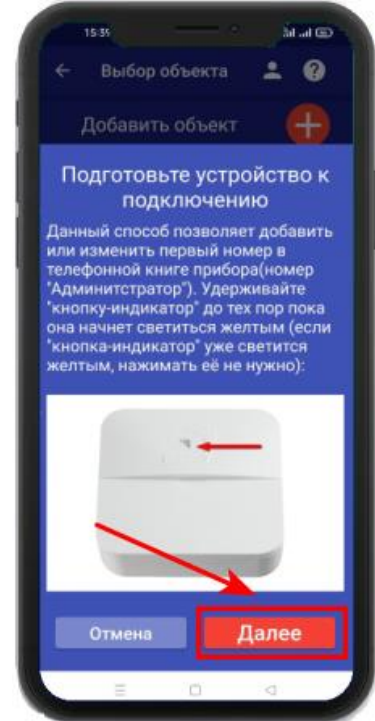 15:39
Выбор объекта
Добавить объект
Подготовьте устройство к
подключению
Данный способ позволяет добавить
или изменить первый номер в
телефонной книге прибора(номер
"Админитстратор"). Удерживайте
"кнопку-индикатор" до тех пор пока
она начнет светиться желтым (если
"кнопка-индикатор" уже светится
желтым, нажимать её не нужно):
Отмена
Далее